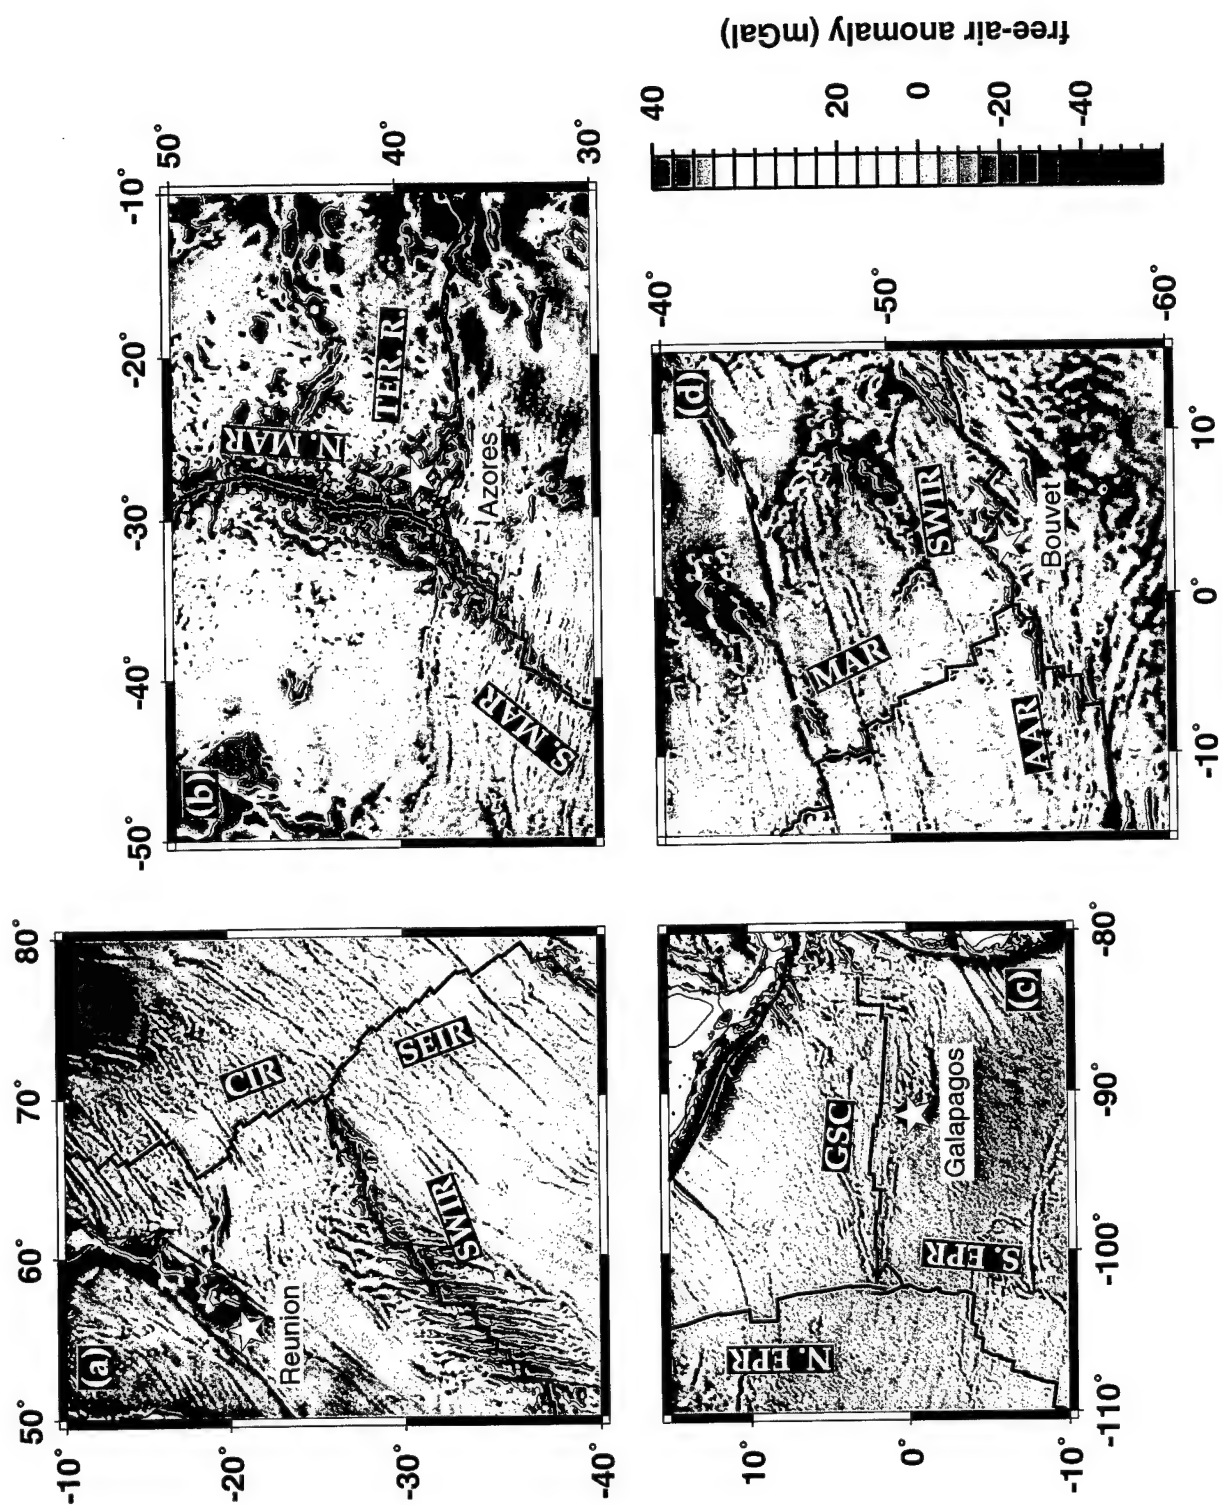 (a)
50°
60°
70°
80°
-10°
-20°
-30°
-40°
CIR
SEIR
SWIR
Reunion
(b)
-50°
-40°
-30°
-20°
-10°
50°
40°
30°
N. MAR
TER. R.
S. MAR
Azores
(c)
10°
0°
-10°
-110°
-100°
-90°
-80°
GSC
N. EPR
S. EPR
Galapagos
(d)
-40°
-50°
-60°
-10°
0°
10°
MAR
SWIR
AAR
Bouvet
40
20
0
-20
-40
free-air anomaly (mGal)